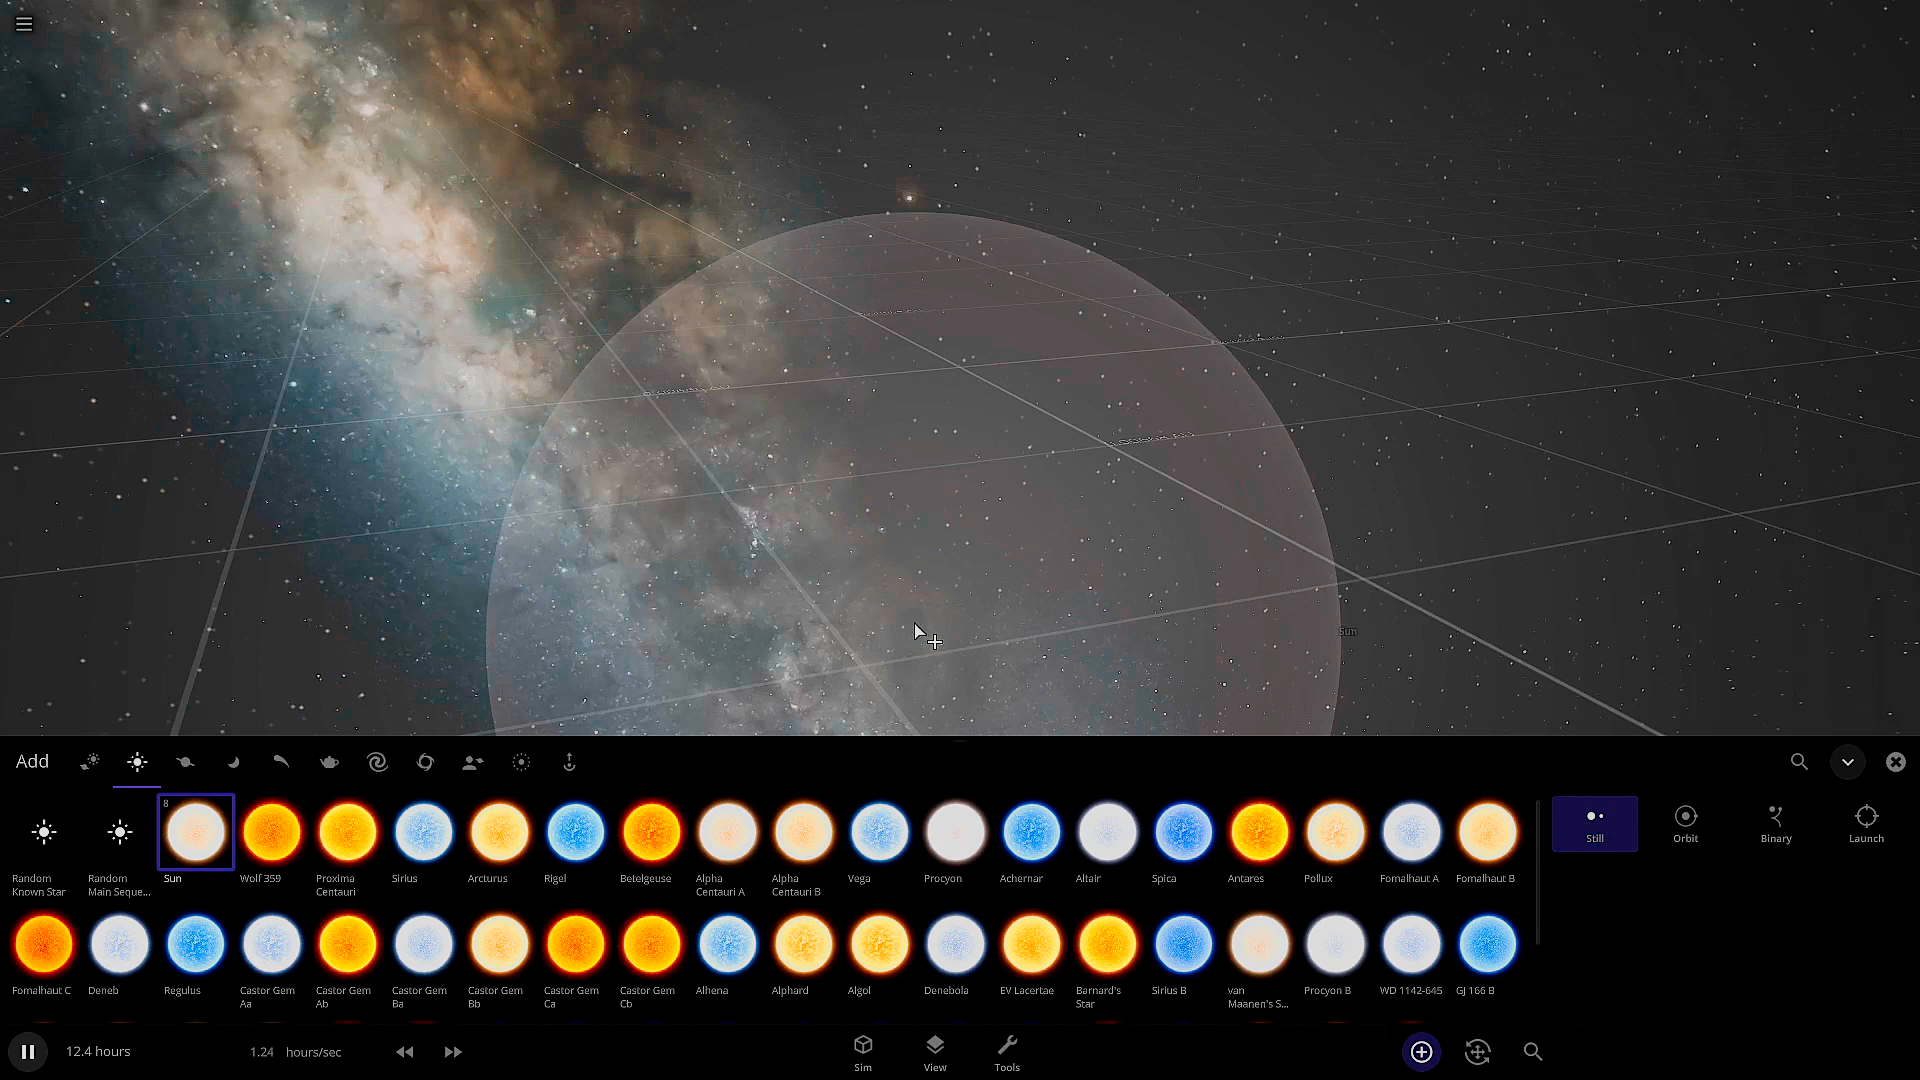 Sun
Add
8
Random
Known Star
Random
Main Seque...
Sun
Wolf 359
Proxima
Centauri
Sirius
Arcturus
Rigel
Betelgeuse
Alpha
Centauri A
Alpha
Centauri B
Vega
Procyon
Achernar
Altair
Spica
Antares
Pollux
Fomalhaut A
Fomalhaut B
Still
Orbit
Binary
Launch
Fomalhaut C
Deneb
Regulus
Castor Gem
Aa
Castor Gem
Ab
Castor Gem
Ba
Castor Gem
Bb
Castor Gem
Ca
Castor Gem
Cb
Alhena
Alphard
Algol
Denebola
EV Lacertae
Barnard's
Star
Sirius B
van
Maanen's S...
Procyon B
WD 1142-645
GJ 166 B
12.4 hours
1.24 hours/sec
Sim
View
Tools